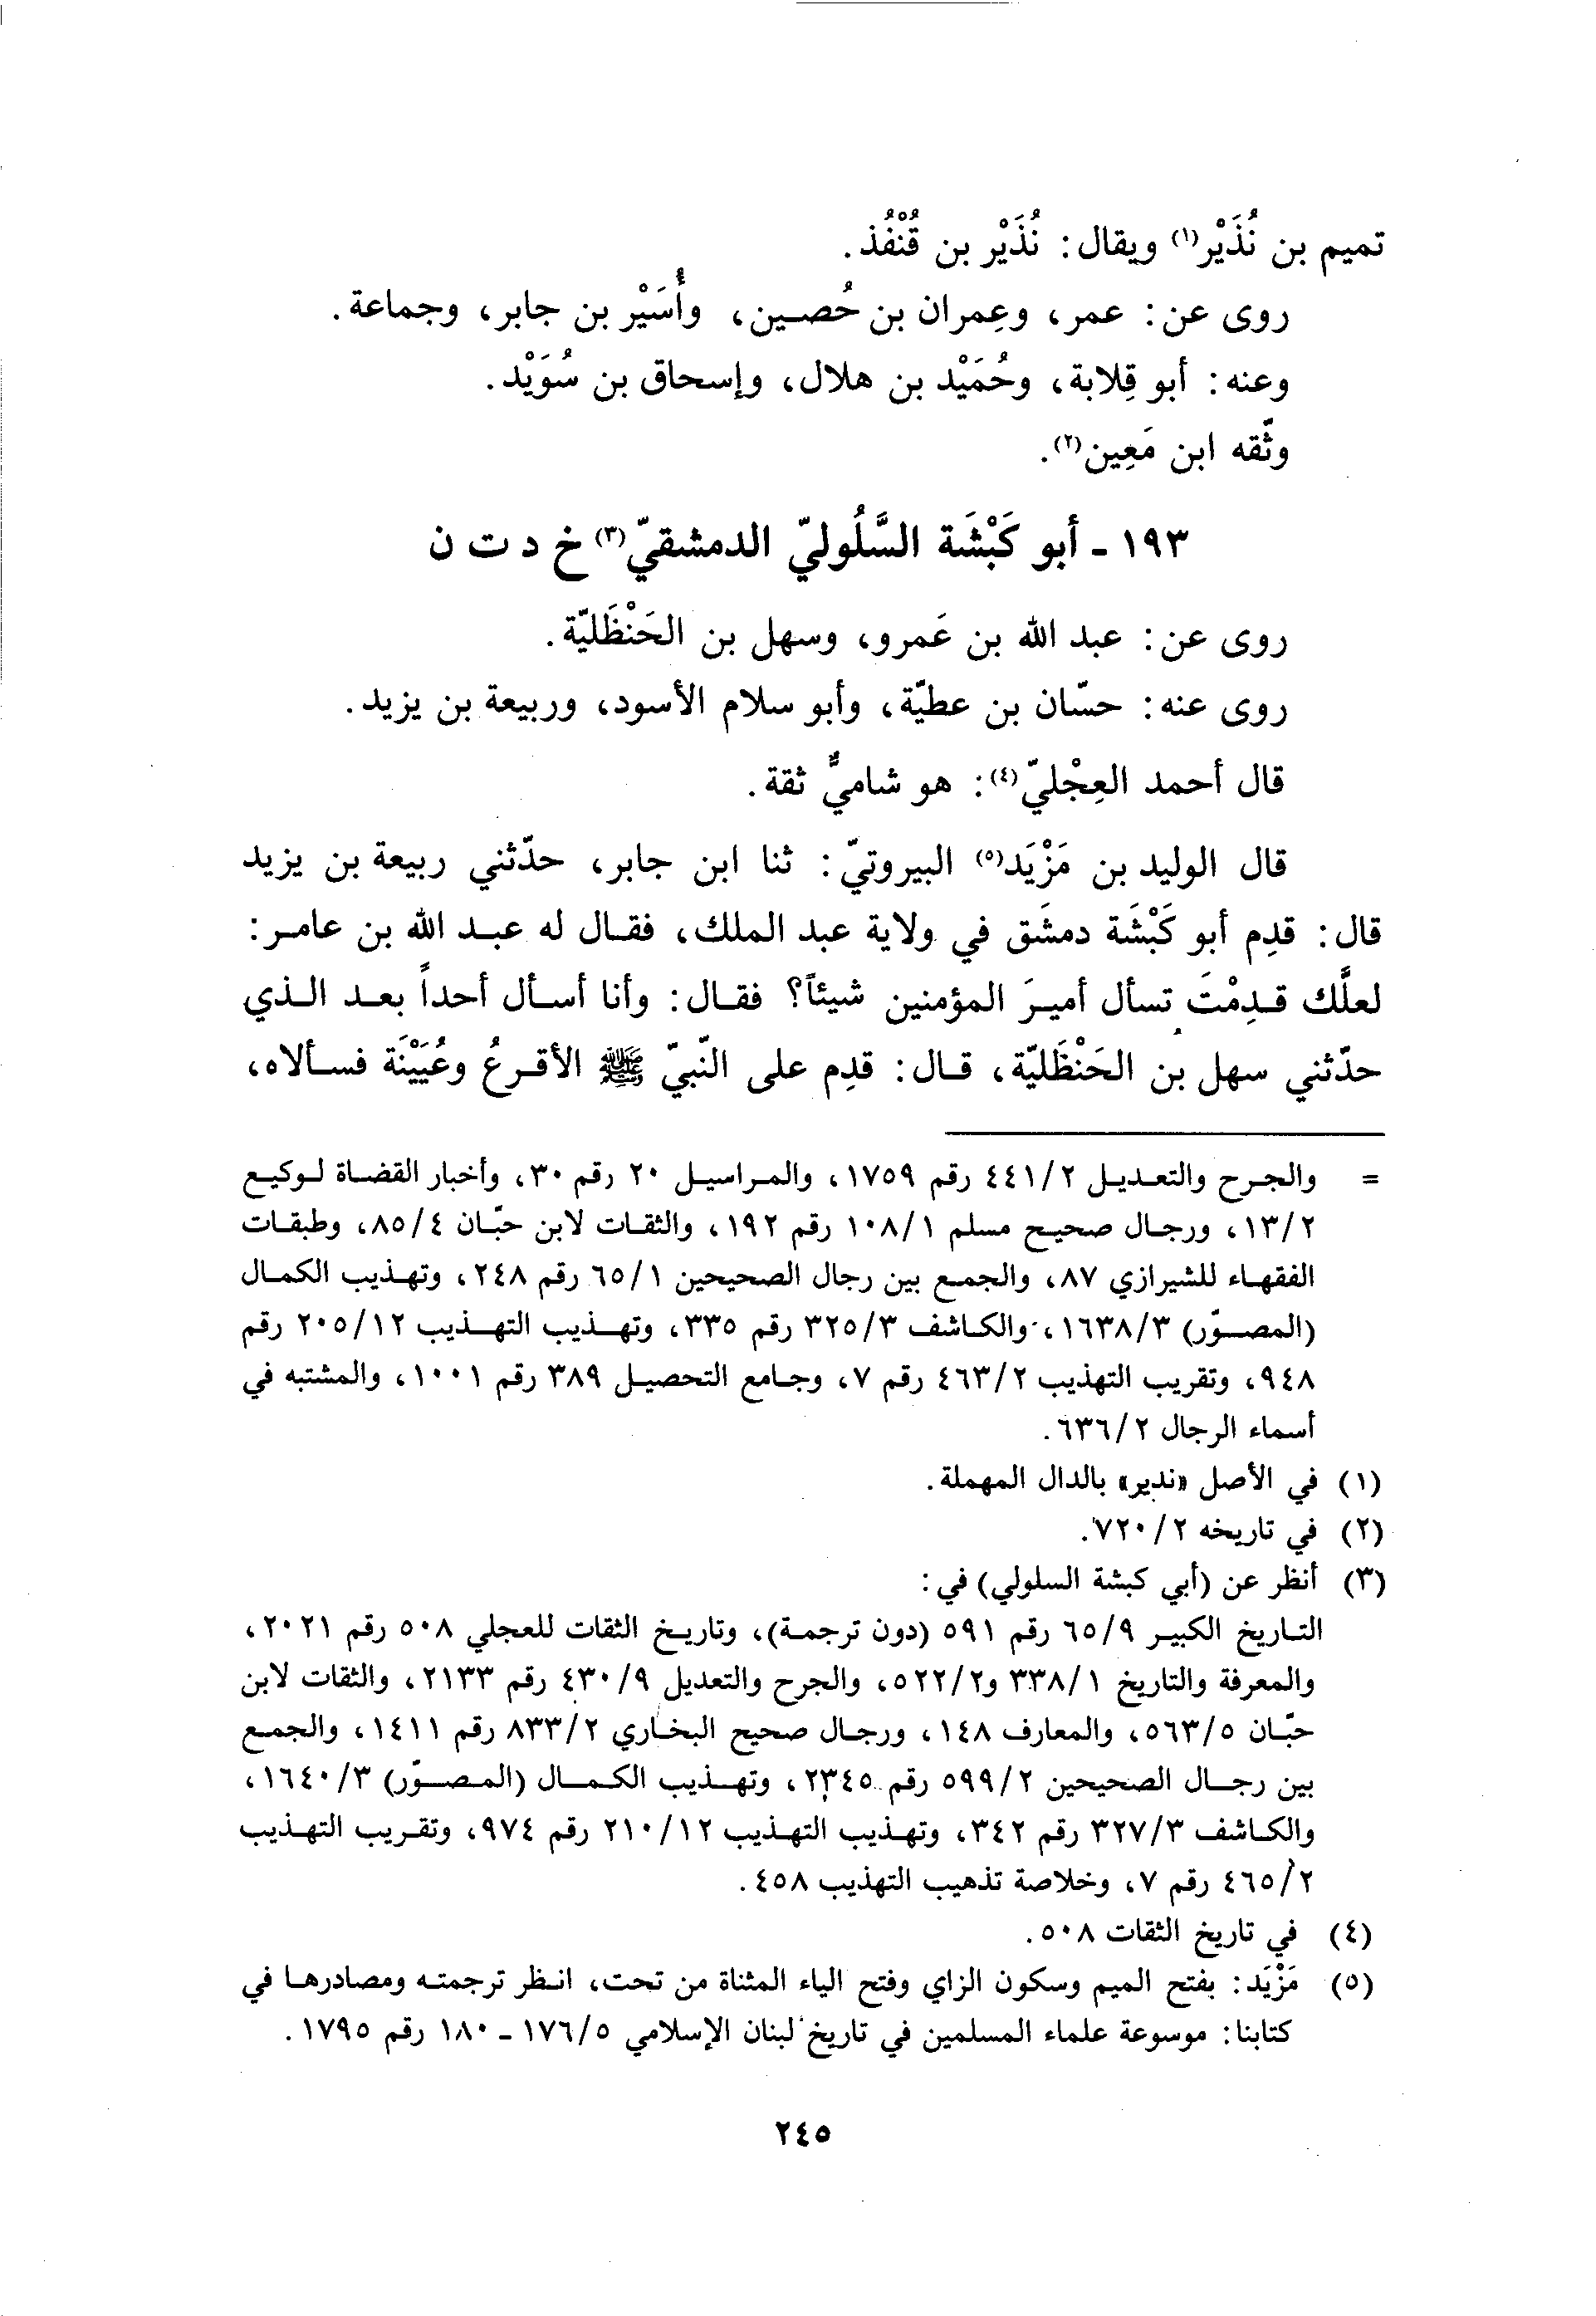 تميم بن نُذَيْر(١) ويقال: نُذَيْر بن قُنْفُذ.
روى عن: عمر، وعِمران بن حُصين، وأُسَيْر بن جابر، وجماعة.
وعنه: أبو قِلابة، وحُمَيْد بن هلال، وإسحاق بن سُوَيْد.
وثّقه ابن مَعِين(٢).
١٩٣ - أبو كَبْشَة السَّلُوليّ الدمشقيّ(٣) خ د ت ن
روى عن: عبد الله بن عَمرو، وسهل بن الحَنْظَليّة.
روى عنه: حسّان بن عطيّة، وأبو سلام الأسود، وربيعة بن يزيد.
قال أحمد العِجْليّ(٤): هو شاميٌّ ثقة.
قال الوليد بن مَزْيَد(٥) البيروتيّ: ثنا ابن جابر، حدّثني ربيعة بن يزيد
قال: قدِم أبو كَبْشَة دمشَق في ولاية عبد الملك، فقال له عبد الله بن عامر:
لعلَّك قدِمْتَ تسأل أميرَ المؤمنين شيئاً؟ فقال: وأنا أسأل أحداً بعد الذي
حدّثني سهل بن الحَنْظَليّة، قال: قدِم على النّبيّ ﷺ الأقرعُ وعُيَيْنَة فسألاه،
= والجرح والتعديل ٤٤١/٢ رقم ١٧٥٩، والمراسيل ٢٠ رقم ٣٠، وأخبار القضاة لوكيع
١٣/٢، ورجال صحيح مسلم ١٠٨/١ رقم ١٩٢، والثقات لابن حبّان ٨٥/٤، وطبقات
الفقهاء للشيرازي ٨٧، والجمع بين رجال الصحيحين ٦٥/١ رقم ٢٤٨، وتهذيب الكمال
(المصوّر) ١٦٣٨/٣، والكاشف ٣٢٥/٣ رقم ٣٣٥، وتهذيب التهذيب ٢٠٥/١٢ رقم
٩٤٨، وتقريب التهذيب ٤٦٣/٢ رقم ٧، وجامع التحصيل ٣٨٩ رقم ١٠٠١، والمشتبه في
أسماء الرجال ٦٣٦/٢.
(١) في الأصل «ندير» بالدال المهملة.
(٢) في تاريخه ٧٢٠/٢.
(٣) أنظر عن (أبي كبشة السلولي) في:
التاريخ الكبير ٦٥/٩ رقم ٥٩١ (دون ترجمة)، وتاريخ الثقات للعجلي ٥٠٨ رقم ٢٠٢١،
والمعرفة والتاريخ ٣٣٨/١ و٥٢٢/٢، والجرح والتعديل ٤٣٠/٩ رقم ٢١٣٣، والثقات لابن
حبّان ٥٦٣/٥، والمعارف ١٤٨، ورجال صحيح البخاري ٨٣٣/٢ رقم ١٤١١، والجمع
بين رجال الصحيحين ٥٩٩/٢ رقم ٢٣٤٥، وتهذيب الكمال (المصوّر) ١٦٤٠/٣،
والكاشف ٣٢٧/٣ رقم ٣٤٢، وتهذيب التهذيب ٢١٠/١٢ رقم ٩٧٤، وتقريب التهذيب
٤٦٥/٢ رقم ٧، وخلاصة تذهيب التهذيب ٤٥٨.
(٤) في تاريخ الثقات ٥٠٨.
(٥) مَزْيَد: بفتح الميم وسكون الزاي وفتح الياء المثناة من تحت، انظر ترجمته ومصادرها في
كتابنا: موسوعة علماء المسلمين في تاريخ لبنان الإسلامي ١٧٦/٥ - ١٨٠ رقم ١٧٩٥.
٢٤٥